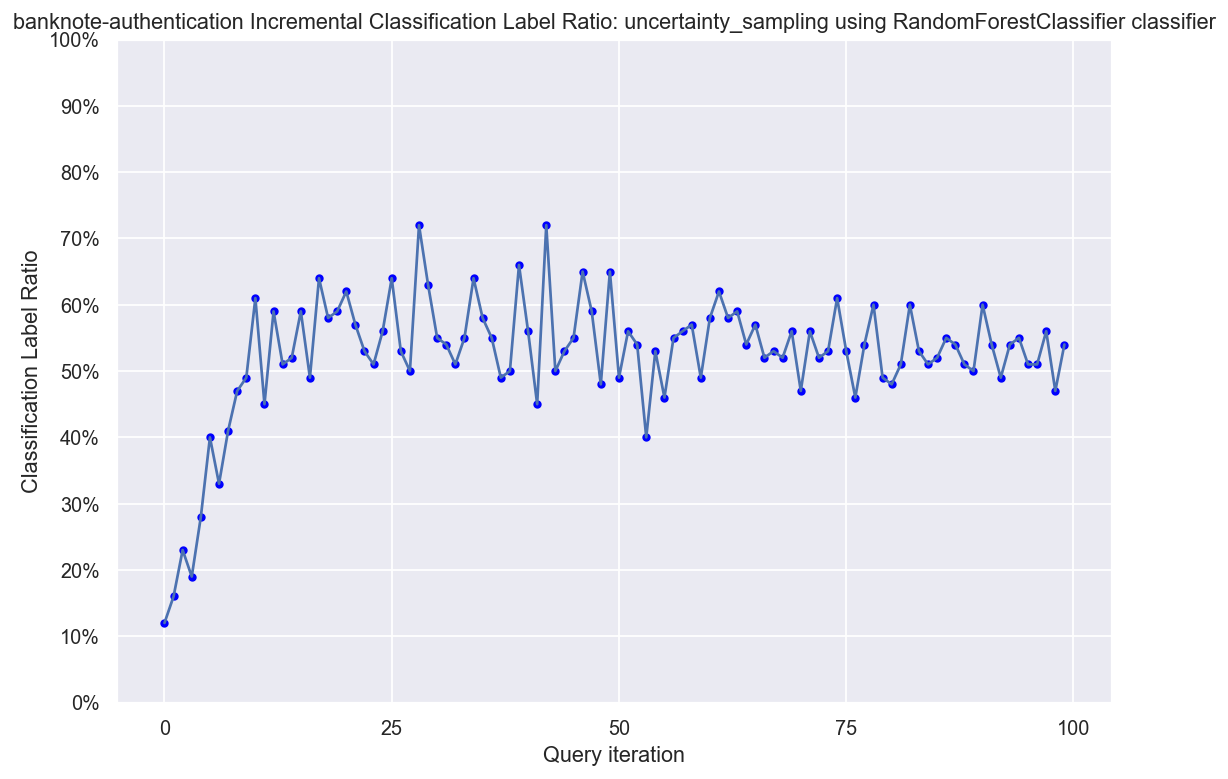 banknote-authentication Incremental Classification Label Ratio: uncertainty_sampling using RandomForestClassifier classifier
100%
90%
80%
70%
60%
50%
40%
30%
20%
10%
0%
Classification Label Ratio
0 25 50 75 100
Query iteration